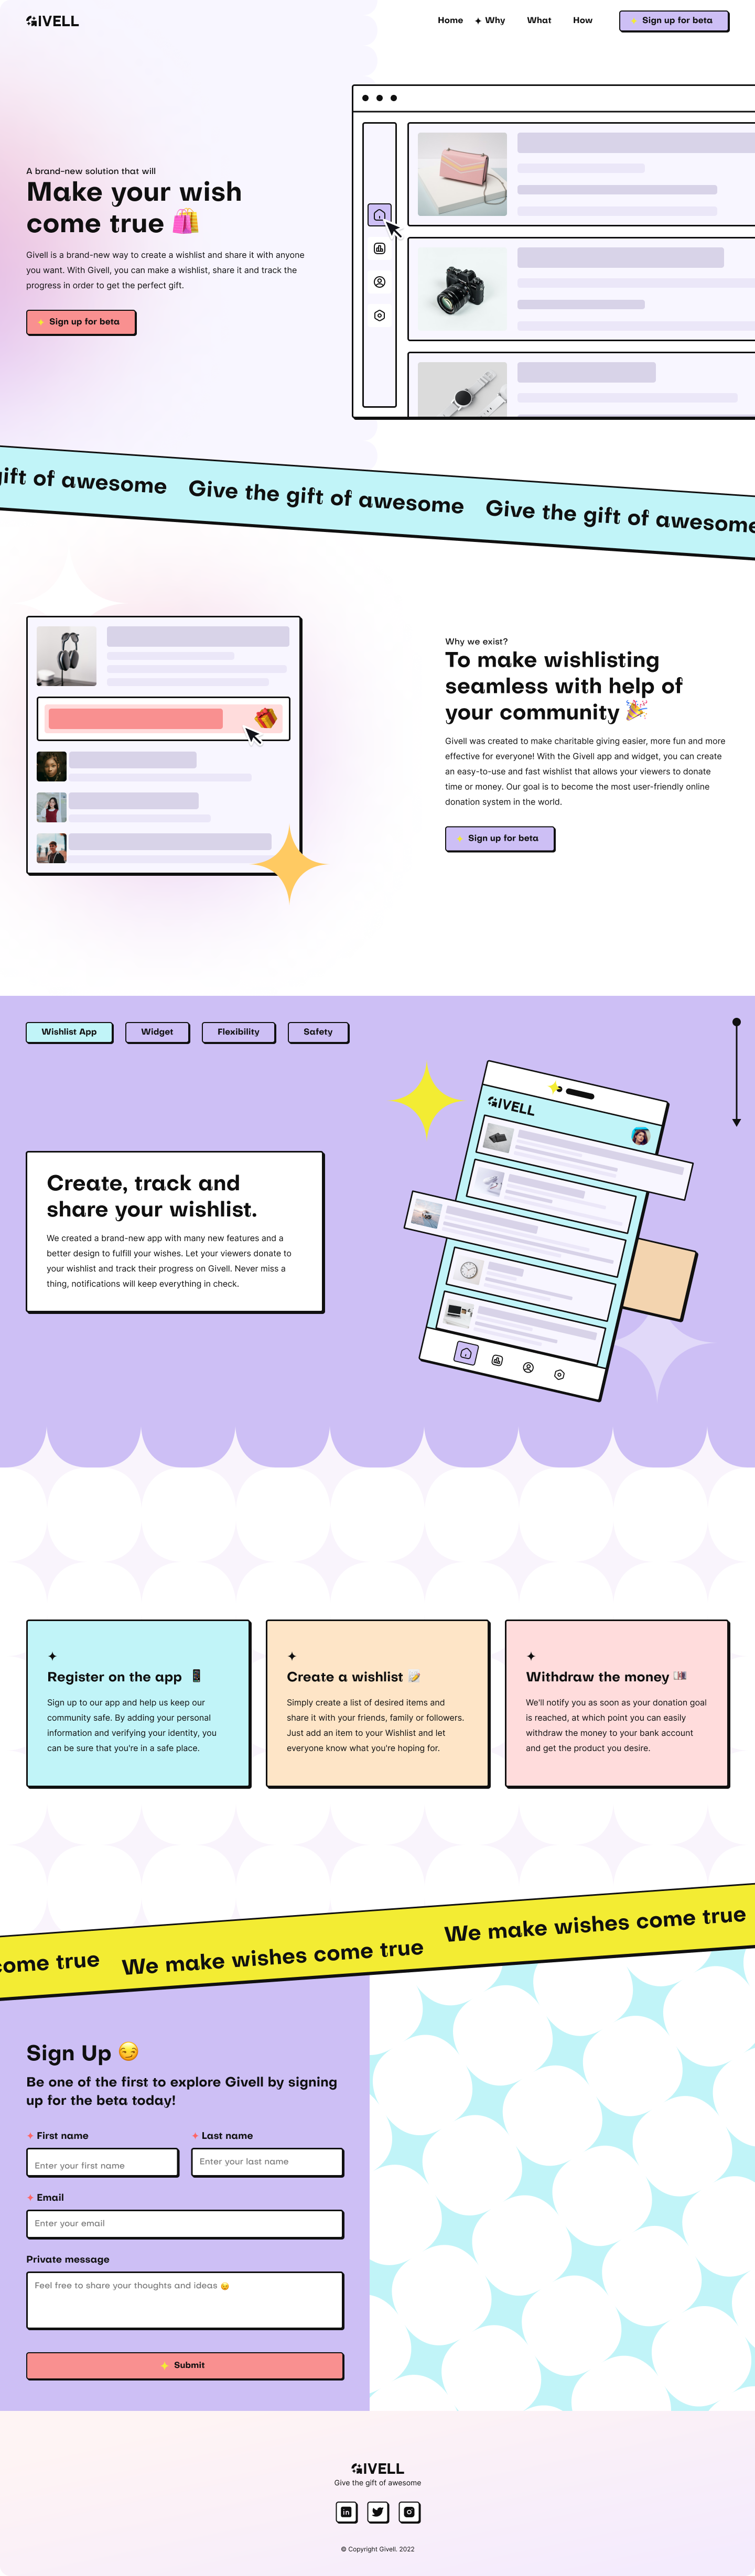 GIVELL
Home
Why
What
How
Sign up for beta
A brand-new solution that will
Make your wish
come true
Givell is a brand-new way to create a wishlist and share it with anyone
you want. With Givell, you can make a wishlist, share it and track the
progress in order to get the perfect gift.
Sign up for beta
gift of awesome Give the gift of awesome Give the gift of awesome
Why we exist?
To make wishlisting
seamless with help of
your community
Givell was created to make charitable giving easier, more fun and more
effective for everyone! With the Givell app and widget, you can create
an easy-to-use and fast wishlist that allows your viewers to donate
time or money. Our goal is to become the most user-friendly online
donation system in the world.
Sign up for beta
Wishlist App
Widget
Flexibility
Safety
GIVELL
Create, track and
share your wishlist.
We created a brand-new app with many new features and a
better design to fulfill your wishes. Let your viewers donate to
your wishlist and track their progress on Givell. Never miss a
thing, notifications will keep everything in check.
Register on the app
Sign up to our app and help us keep our
community safe. By adding your personal
information and verifying your identity, you
can be sure that you're in a safe place.
Create a wishlist
Simply create a list of desired items and
share it with your friends, family or followers.
Just add an item to your Wishlist and let
everyone know what you're hoping for.
Withdraw the money
We'll notify you as soon as your donation goal
is reached, at which point you can easily
withdraw the money to your bank account
and get the product you desire.
come true We make wishes come true We make wishes come true
Sign Up
Be one of the first to explore Givell by signing
up for the beta today!
First name
Last name
Enter your first name
Enter your last name
Email
Enter your email
Private message
Feel free to share your thoughts and ideas
Submit
GIVELL
Give the gift of awesome
in
© Copyright Givell. 2022